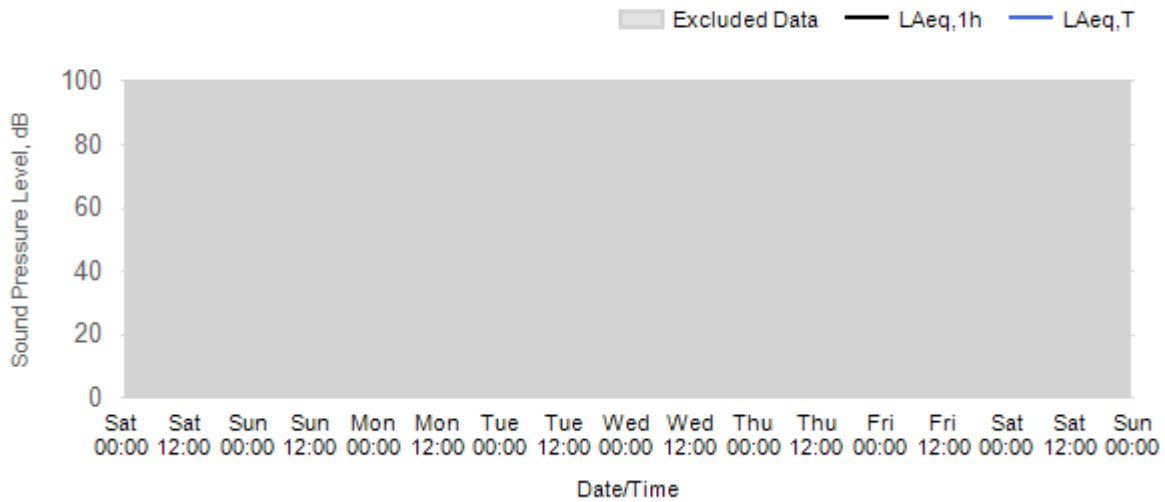 Excluded Data LAeq,1h LAeq,T
Sound Pressure Level, dB
100
80
60
40
20
0
Sat Sat Sun Sun Mon Mon Tue Tue Wed Wed Thu Thu Fri Fri Sat Sat Sun
00:00 12:00 00:00 12:00 00:00 12:00 00:00 12:00 00:00 12:00 00:00 12:00 00:00 12:00 00:00 12:00 00:00
Date/Time